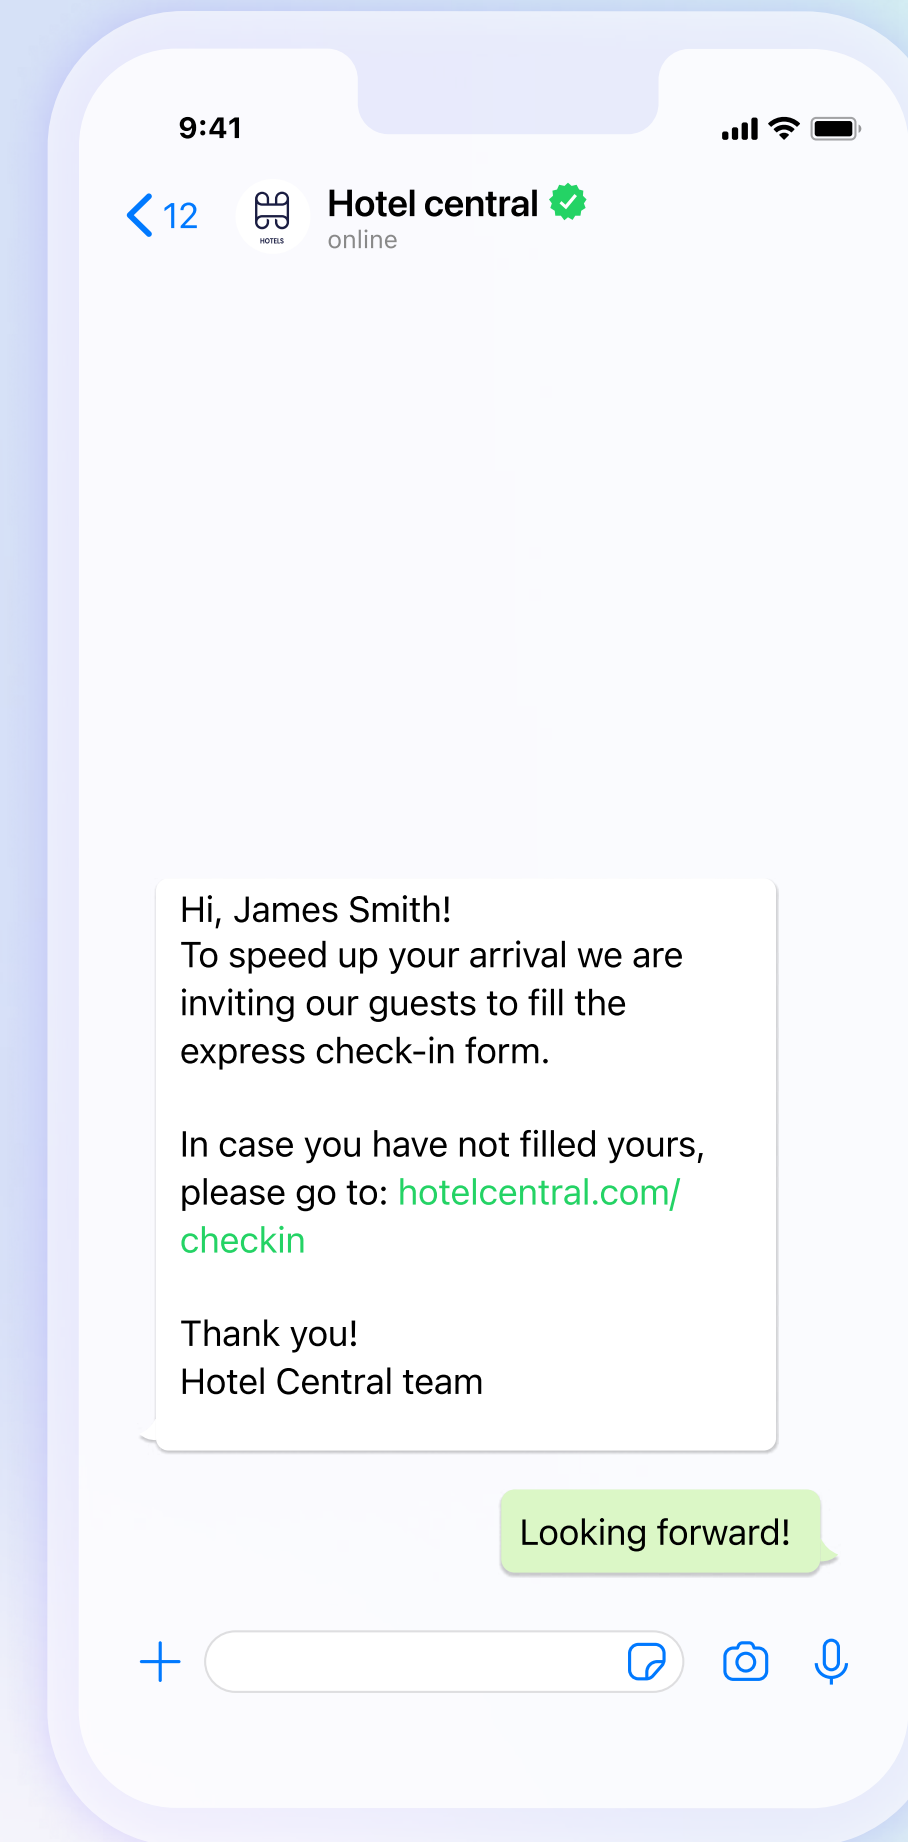 9:41
12
HOTELS
Hotel central
online
Hi, James Smith!
To speed up your arrival we are
inviting our guests to fill the
express check-in form.
In case you have not filled yours,
please go to: hotelcentral.com/
checkin
Thank you!
Hotel Central team
Looking forward!